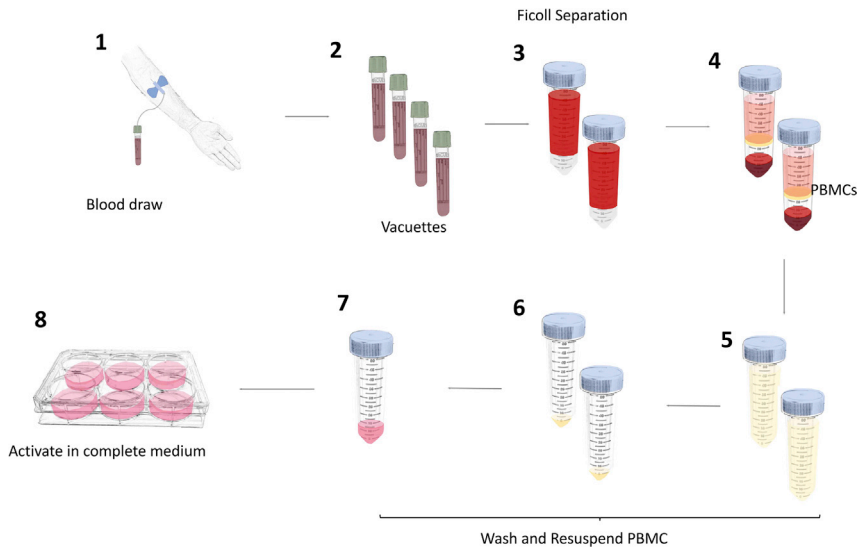 Ficoll Separation
1
2
3
4
Blood draw
Vacuettes
PBMCs
8
7
6
5
Activate in complete medium
Wash and Resuspend PBMC